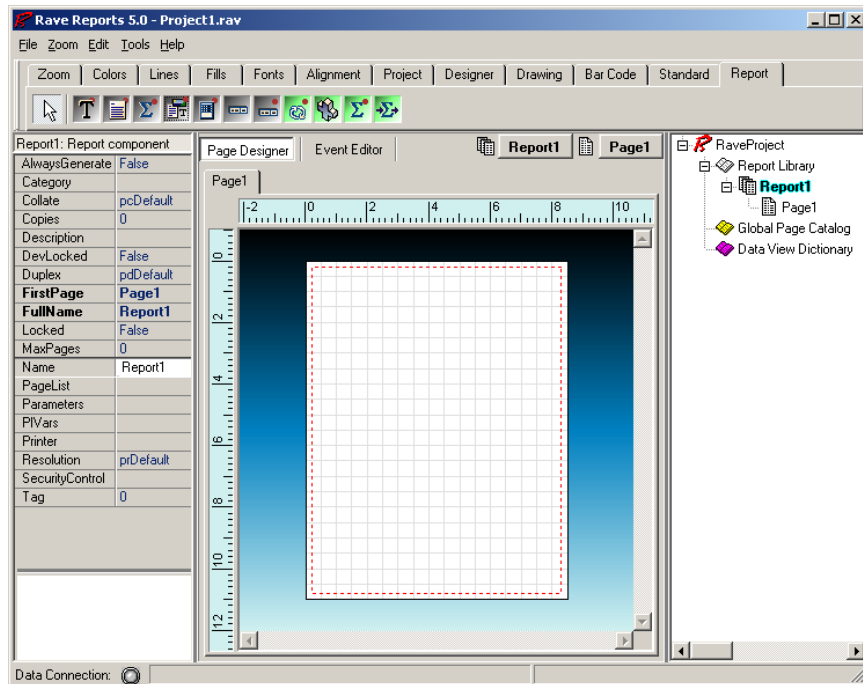 Rave Reports 5.0 - Project1.rav
File Zoom Edit Tools Help
Zoom Colors Lines Fills Fonts Alignment Project Designer Drawing Bar Code Standard Report
Report1: Report component
AlwaysGenerate False
Category
Collate pcDefault
Copies 0
Description
DevLocked False
Duplex pdDefault
FirstPage Page1
FullName Report1
Locked False
MaxPages 0
Name Report1
PageList
Parameters
PIVars
Printer
Resolution prDefault
SecurityControl
Tag 0
Page Designer Event Editor Report1 Page1
Page1
-2 0 2 4 6 8 10
0
2
4
6
8
10
12
RaveProject
Report Library
Report1
Page1
Global Page Catalog
Data View Dictionary
Data Connection: